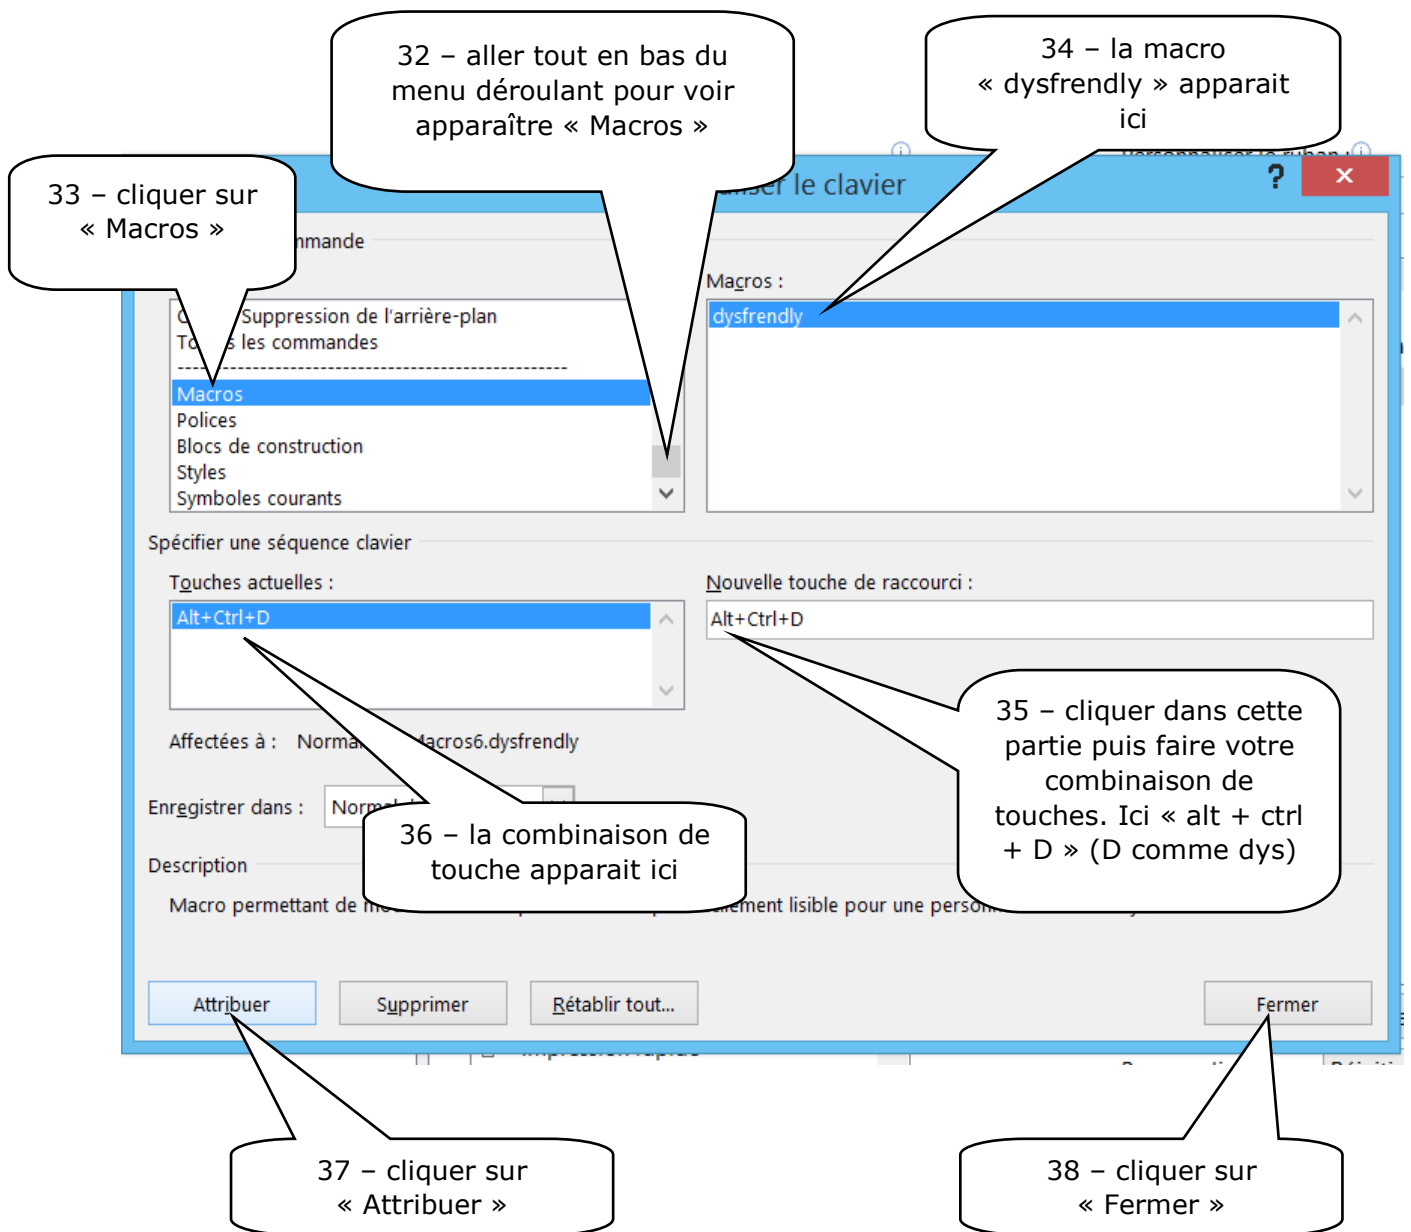 32 – aller tout en bas du
menu déroulant pour voir
apparaître « Macros »
34 – la macro
« dysfrendly » apparait
ici
33 – cliquer sur
« Macros »
le clavier
?
Macros :
Suppression de l'arrière-plan
les commandes
----------------------------------------------------
Macros
Polices
Blocs de construction
Styles
Symboles courants
dysfrendly
Spécifier une séquence clavier
Touches actuelles :
Nouvelle touche de raccourci :
Alt+Ctrl+D
Alt+Ctrl+D
35 – cliquer dans cette
partie puis faire votre
combinaison de
touches. Ici « alt + ctrl
+ D » (D comme dys)
Affectées à :
Enregistrer dans :
36 – la combinaison de
touche apparait ici
Description
Macro permettant de
lisible pour une
Attribuer
Supprimer
Rétablir tout...
Fermer
37 – cliquer sur
« Attribuer »
38 – cliquer sur
« Fermer »